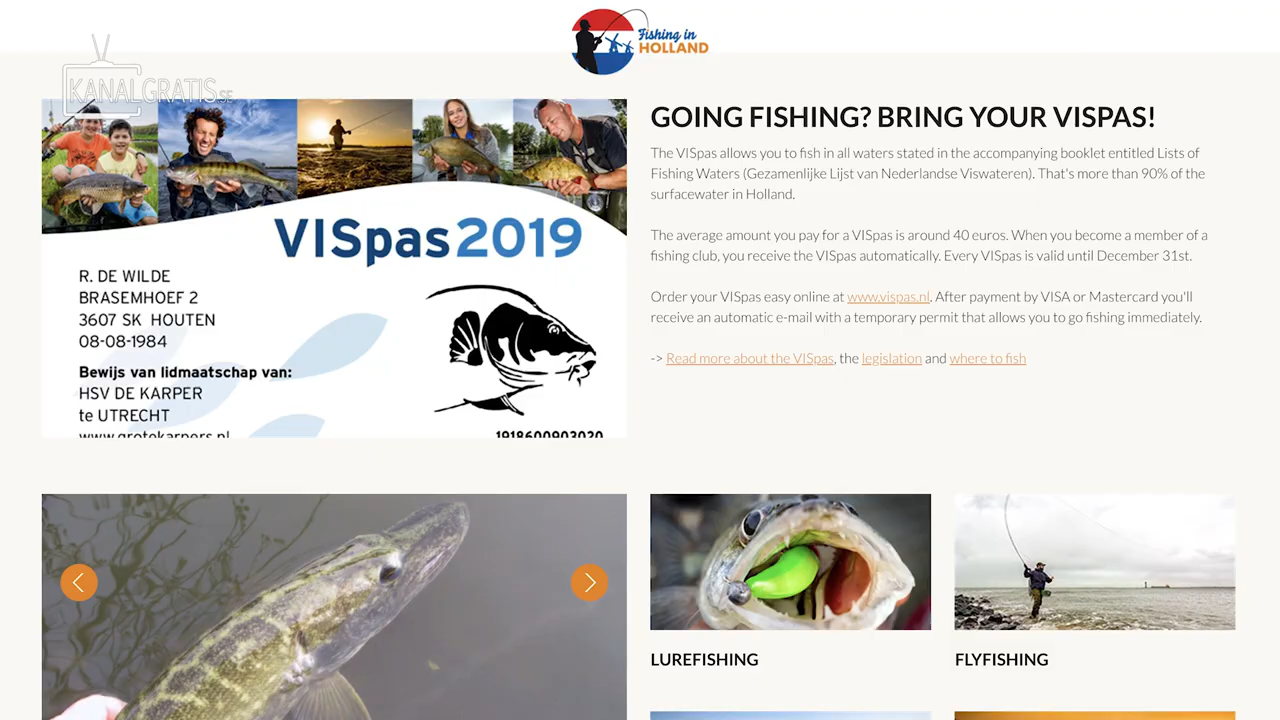 Fishing in
HOLLAND
KANALGRATIS.SE
VISpas 2019
R. DE WILDE
BRASEMHOEF 2
3607 SK HOUTEN
08-08-1984
Bewijs van lidmaatschap van:
HSV DE KARPER
te UTRECHT
www.grotekarpers.nl
1918600903020
GOING FISHING? BRING YOUR VISPAS!
The VISpas allows you to fish in all waters stated in the accompanying booklet entitled Lists of
Fishing Waters (Gezamenlijke Lijst van Nederlandse Viswateren). That's more than 90% of the
surfacewater in Holland.
The average amount you pay for a VISpas is around 40 euros. When you become a member of a
fishing club, you receive the VISpas automatically. Every VISpas is valid until December 31st.
Order your VISpas easy online at www.vispas.nl. After payment by VISA or Mastercard you'll
receive an automatic e-mail with a temporary permit that allows you to go fishing immediately.
-> Read more about the VISpas, the legislation and where to fish
LUREFISHING
FLYFISHING